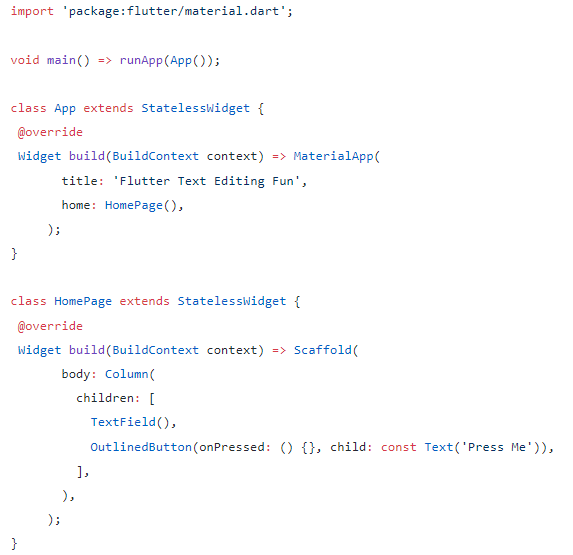 import 'package:flutter/material.dart';
void main() => runApp(App());
class App extends StatelessWidget {
@override
Widget build(BuildContext context) => MaterialApp(
title: 'Flutter Text Editing Fun',
home: HomePage(),
);
}
class HomePage extends StatelessWidget {
@override
Widget build(BuildContext context) => Scaffold(
body: Column(
children: [
TextField(),
OutlinedButton(onPressed: () {}, child: const Text('Press Me')),
],
),
);
}